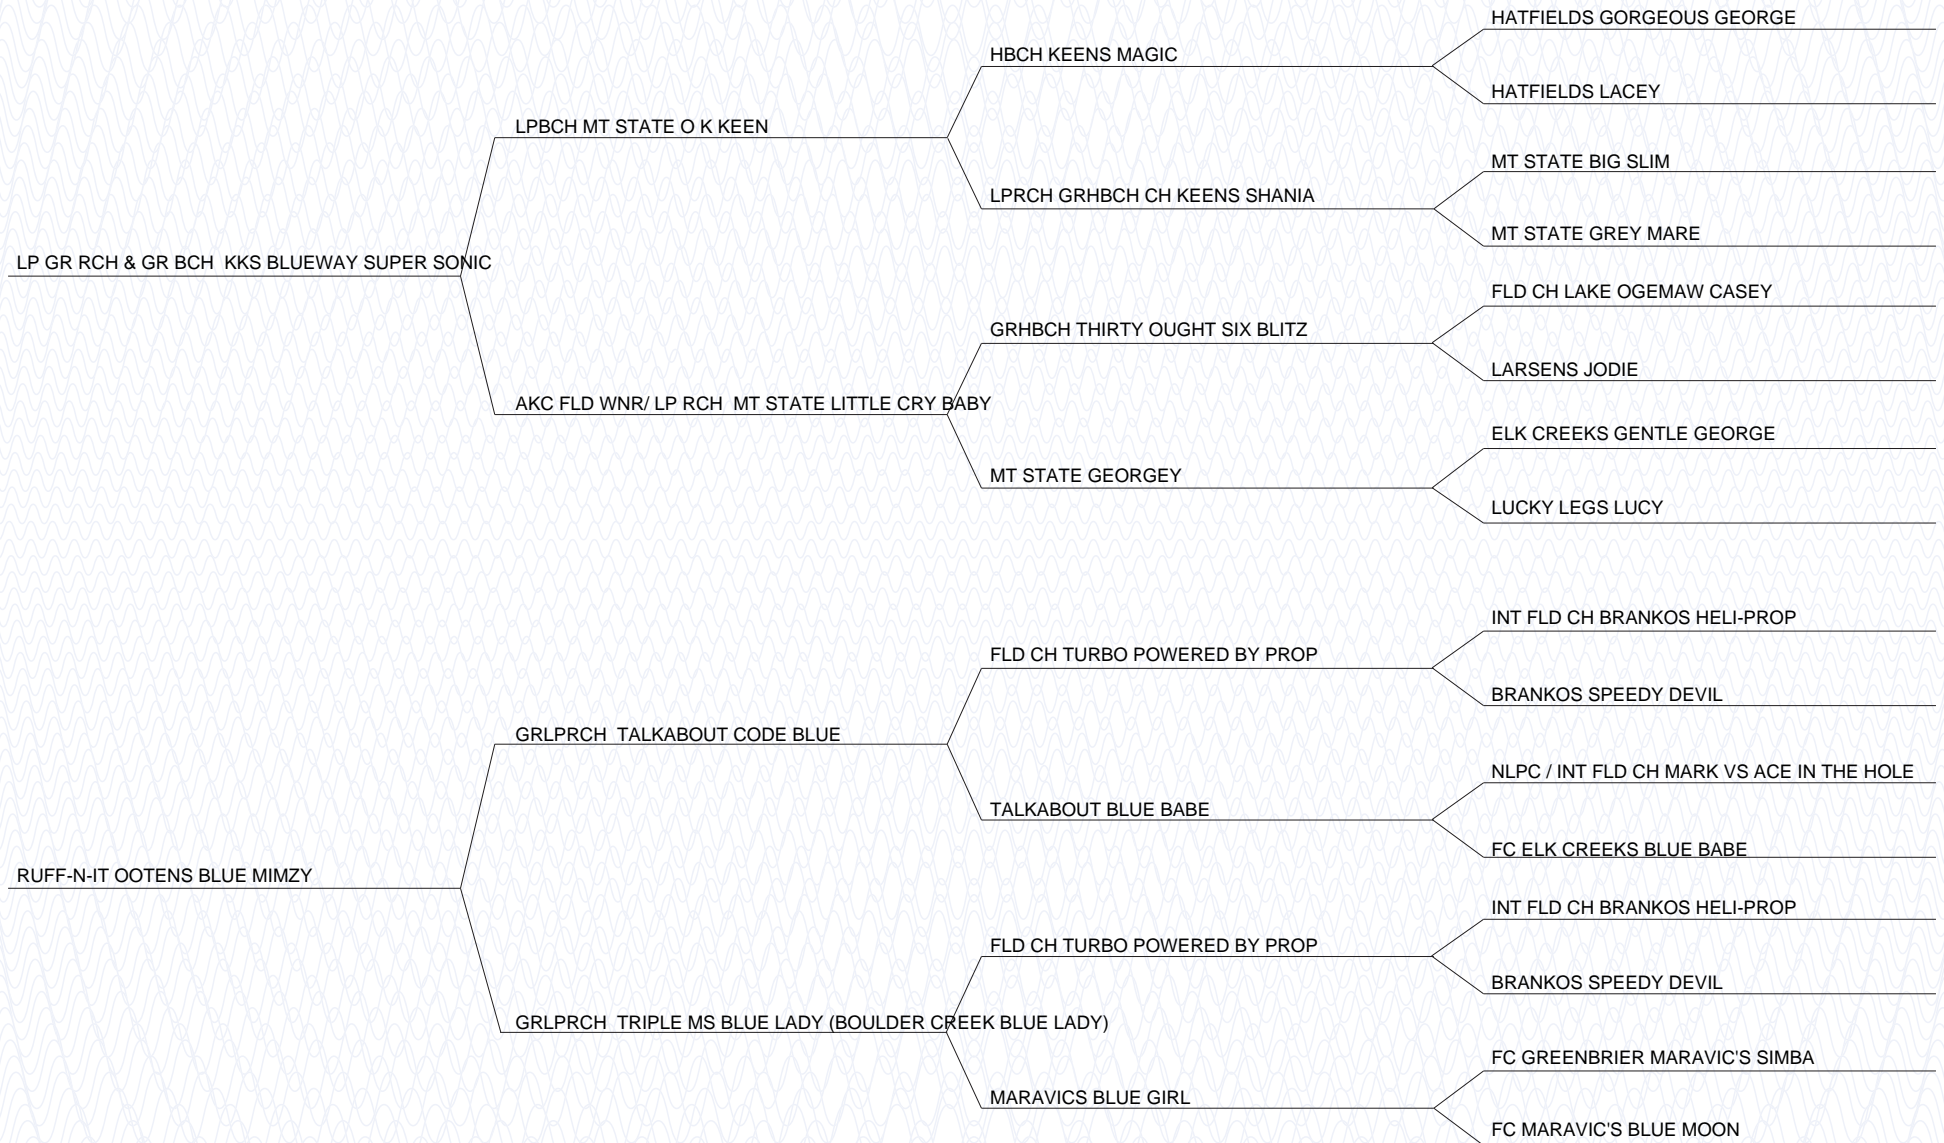 HATFIELDS GORGEOUS GEORGE
HBCH KEENS MAGIC
HATFIELDS LACEY
LPBCH MT STATE O K KEEN
MT STATE BIG SLIM
LPRCH GRHBCH CH KEENS SHANIA
MT STATE GREY MARE
LP GR RCH & GR BCH  KKS BLUEWAY SUPER SONIC
FLD CH LAKE OGEMAW CASEY
GRHBCH THIRTY OUGHT SIX BLITZ
LARSENS JODIE
AKC FLD WNR/ LP RCH  MT STATE LITTLE CRY BABY
ELK CREEKS GENTLE GEORGE
MT STATE GEORGEY
LUCKY LEGS LUCY
INT FLD CH BRANKOS HELI-PROP
FLD CH TURBO POWERED BY PROP
BRANKOS SPEEDY DEVIL
GRLPRCH  TALKABOUT CODE BLUE
NLPC / INT FLD CH MARK VS ACE IN THE HOLE
TALKABOUT BLUE BABE
FC ELK CREEKS BLUE BABE
RUFF-N-IT OOTENS BLUE MIMZY
INT FLD CH BRANKOS HELI-PROP
FLD CH TURBO POWERED BY PROP
BRANKOS SPEEDY DEVIL
GRLPRCH  TRIPLE MS BLUE LADY (BOULDER CREEK BLUE LADY)
FC GREENBRIER MARAVIC'S SIMBA
MARAVICS BLUE GIRL
FC MARAVIC'S BLUE MOON